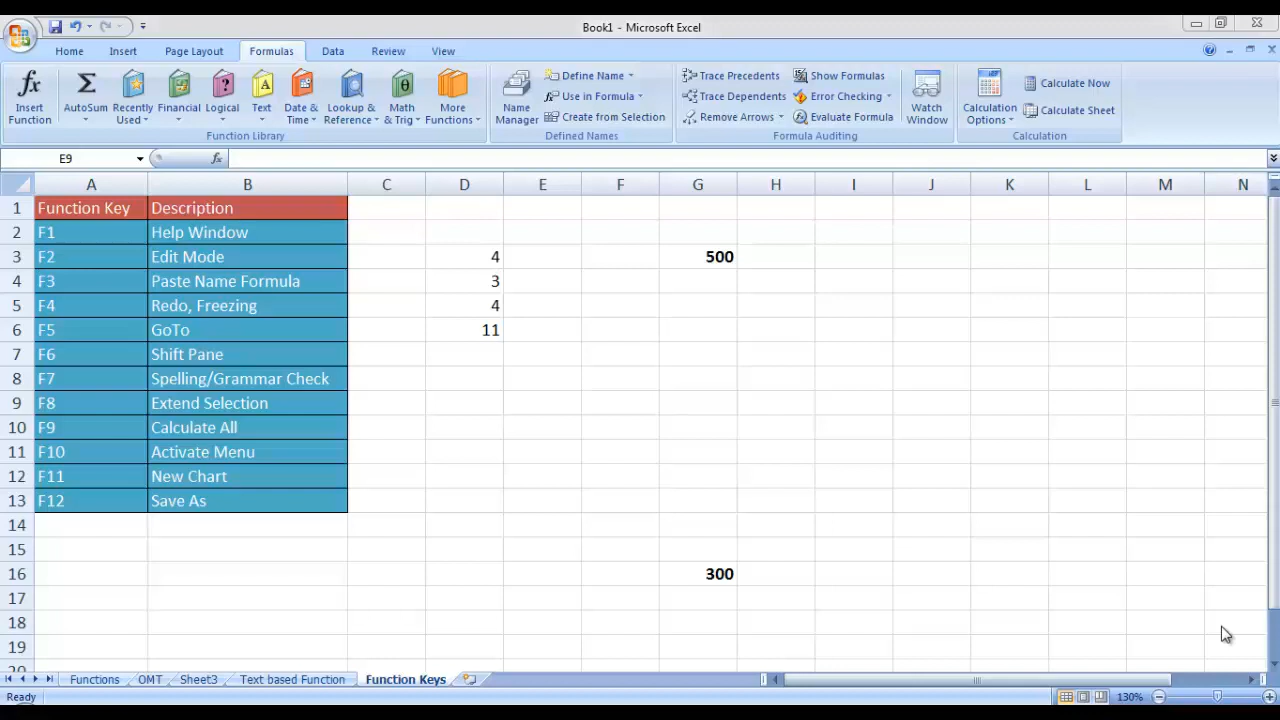 Book1 - Microsoft Excel
Home Insert Page Layout Formulas Data Review View
fx Insert Function
Σ AutoSum
Recently Used
Financial
Logical
Text
Date & Time
Lookup & Reference
Math & Trig
More Functions
Function Library
Name Manager
Define Name
Use in Formula
Create from Selection
Defined Names
Trace Precedents
Trace Dependents
Remove Arrows
Show Formulas
Error Checking
Evaluate Formula
Formula Auditing
Watch Window
Calculation Options
Calculate Now
Calculate Sheet
Calculation
E9 fx
A B C D E F G H I J K L M N
1 Function Key Description
2 F1 Help Window
3 F2 Edit Mode 4 500
4 F3 Paste Name Formula 3
5 F4 Redo, Freezing 4
6 F5 GoTo 11
7 F6 Shift Pane
8 F7 Spelling/Grammar Check
9 F8 Extend Selection
10 F9 Calculate All
11 F10 Activate Menu
12 F11 New Chart
13 F12 Save As
14
15
16 300
17
18
19
20
Functions OMT Sheet3 Text based Function Function Keys
Ready 130%